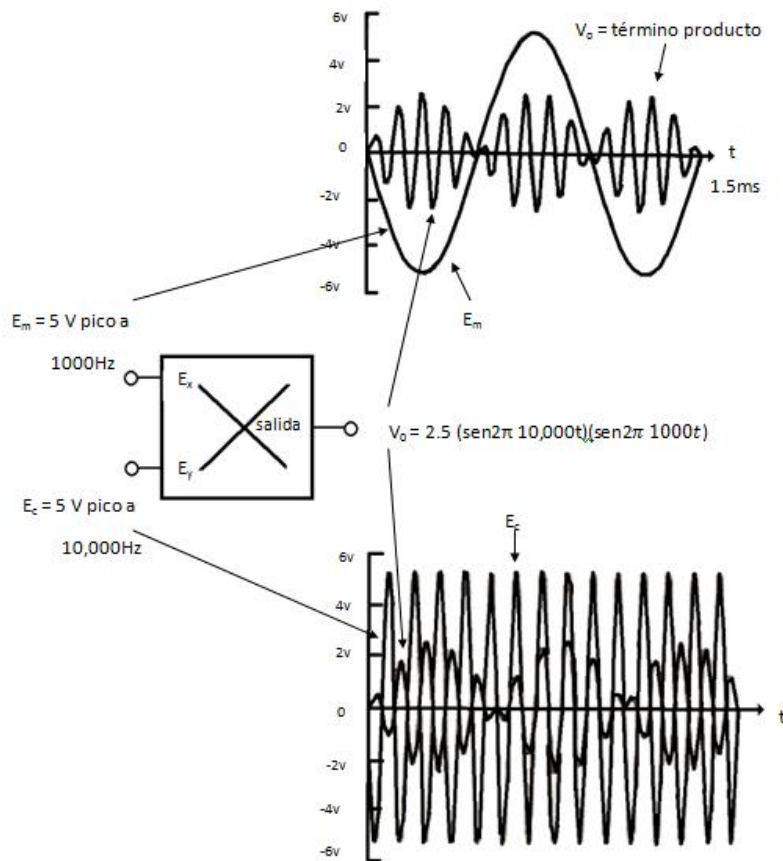 6v
V₀ = término producto
4v
2v
0
t
1.5ms
-2v
-4v
-6v
Eₘ
Eₘ = 5 V pico a
1000Hz
Eₓ
salida
V₀ = 2.5 (sen2π 10,000t)(sen2π 1000t)
Eᵧ
E꜀ = 5 V pico a
10,000Hz
E꜀
6v
4v
2v
0
t
-2v
-4v
-6v